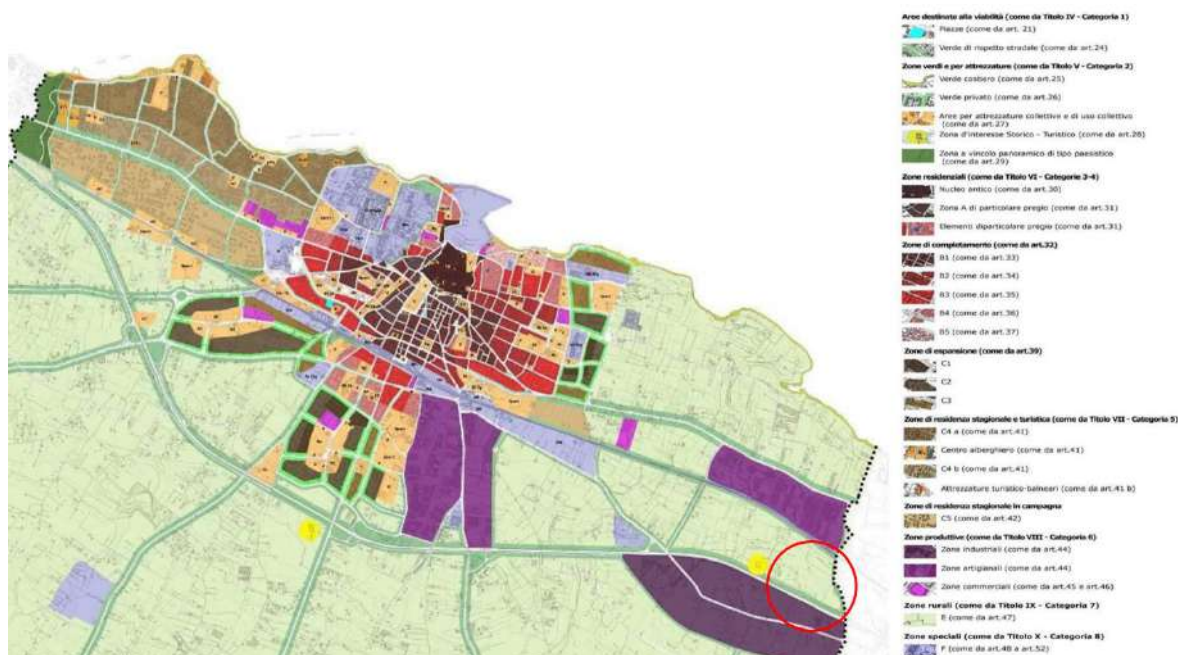 Aree destinate alla viabilità (come da Titolo IV - Categoria 1)
Piazze (come da art. 21)
Verde di rispetto stradale (come da art.24)
Zone verdi e per attrezzature (come da Titolo V - Categoria 2)
Verde costiero (come da art.25)
Verde privato (come da art.26)
Aree per attrezzature collettive e di uso collettivo
(come da art.27)
Zona d'interesse Storico - Turistico (come da art.28)
Zona a vincolo panoramico di tipo paesistico
(come da art.29)
Zone residenziali (come da Titolo VI - Categorie 3-4)
Nucleo antico (come da art.30)
Zona A di particolare pregio (come da art.31)
Elementi diparticolare pregio (come da art.31)
Zone di completamento (come da art.32)
B1 (come da art.33)
B2 (come da art.34)
B3 (come da art.35)
B4 (come da art.36)
B5 (come da art.37)
Zone di espansione (come da art.39)
C1
C2
C3
Zone di residenza stagionale e turistica (come da Titolo VII - Categoria 5)
C4 a (come da art.41)
Centro alberghiero (come da art.41)
C4 b (come da art.41)
Attrezzature turistico-balneari (come da art.41 b)
Zone di residenza stagionale in campagna
C5 (come da art.42)
Zone produttive (come da Titolo VIII - Categoria 6)
Zone industriali (come da art.44)
Zone artigianali (come da art.44)
Zone commerciali (come da art.45 e art.46)
Zone rurali (come da Titolo IX - Categoria 7)
E (come da art.47)
Zone speciali (come da Titolo X - Categoria 8)
F (come da art.48 a art.52)